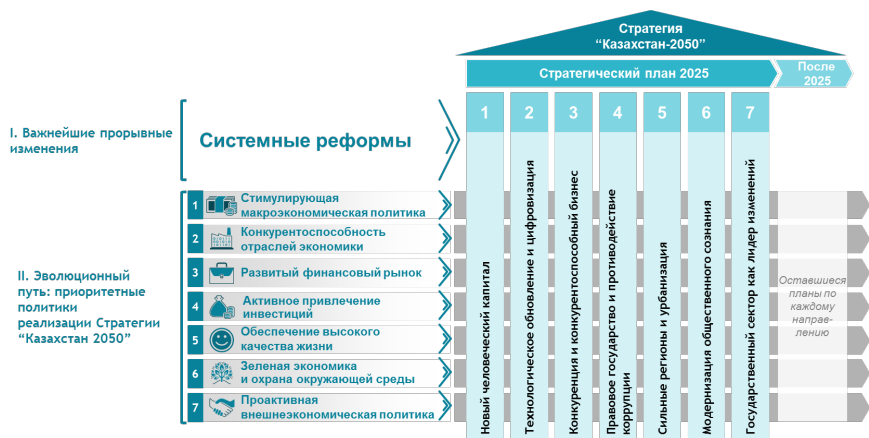 Стратегия
“Казахстан-2050”
Стратегический план 2025
После
2025
I. Важнейшие прорывные
изменения
Системные реформы
1
2
3
4
5
6
7
Новый человеческий капитал
Технологическое обновление и цифровизация
Конкуренция и конкурентоспособный бизнес
Правовое государство и противодействие
коррупции
Сильные регионы и урбанизация
Модернизация общественного сознания
Государственный сектор как лидер изменений
II. Эволюционный
путь: приоритетные
политики
реализации Стратегии
“Казахстан 2050”
1
Стимулирующая
макроэкономическая политика
2
Конкурентоспособность
отраслей экономики
3
Развитый финансовый рынок
4
Активное привлечение
инвестиций
5
Обеспечение высокого
качества жизни
6
Зеленая экономика
и охрана окружающей среды
7
Проактивная
внешнеэкономическая политика
Оставшиеся
планы по
каждому
направ-
лению